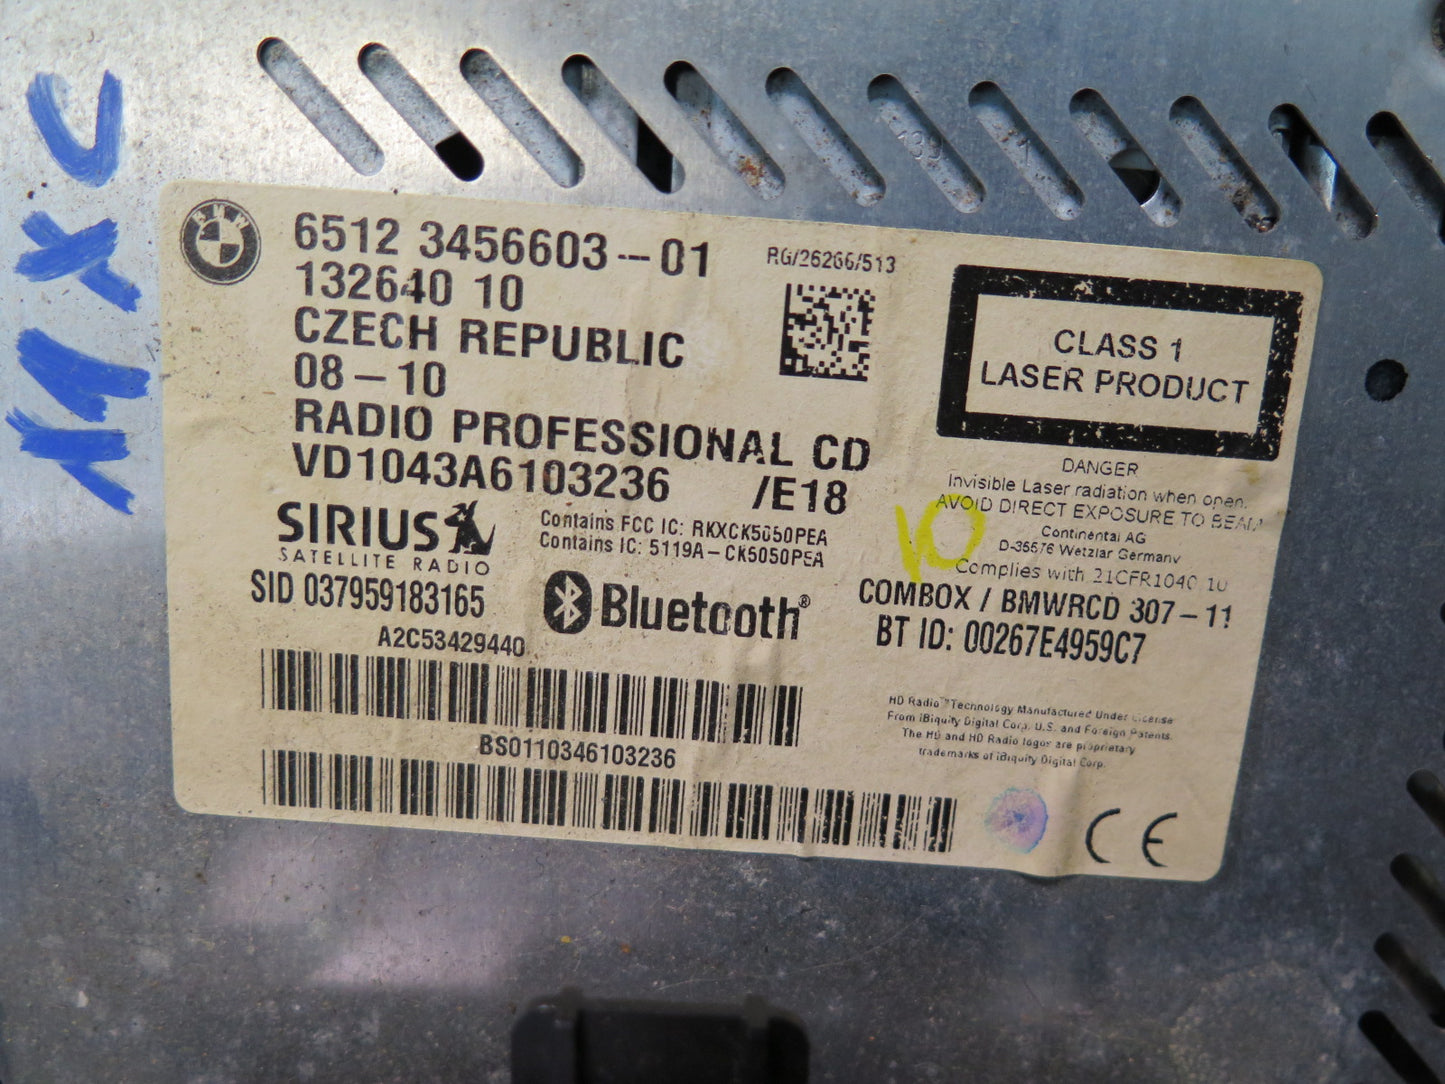 11XC
BMW
65123456603-01
132640 10
CZECH REPUBLIC
08-10
RADIO PROFESSIONAL CD
VD1043A6103236 /E18
RG/26266/513
CLASS 1
LASER PRODUCT
DANGER
Invisible Laser radiation when open.
AVOID DIRECT EXPOSURE TO BEAM
Continental AG
D-35576 Wetzlar Germany
Complies with 21CFR1040 10
10
SIRIUS
SATELLITE RADIO
SID 037959183165
Contains FCC IC: RKXCK5050PEA
Contains IC: 5119A-CK5050PEA
Bluetooth®
COMBOX / BMWRCD 307-11
BT ID: 00267E4959C7
A2C53429440
BS0110346103236
HD Radio™ Technology Manufactured Under License
From iBiquity Digital Corp. U.S. and Foreign Patents.
The HD and HD Radio logos are proprietary
trademarks of iBiquity Digital Corp.
CE